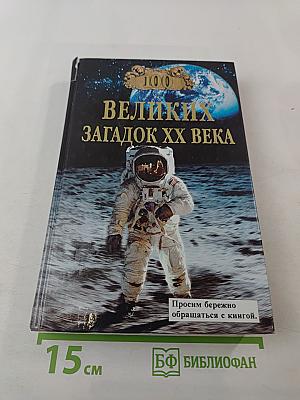 100
ВЕЛИКИХ
ЗАГАДОК XX ВЕКА
Просим бережно
обращаться с книгой.
15 см
БФ БИБЛИОФАН